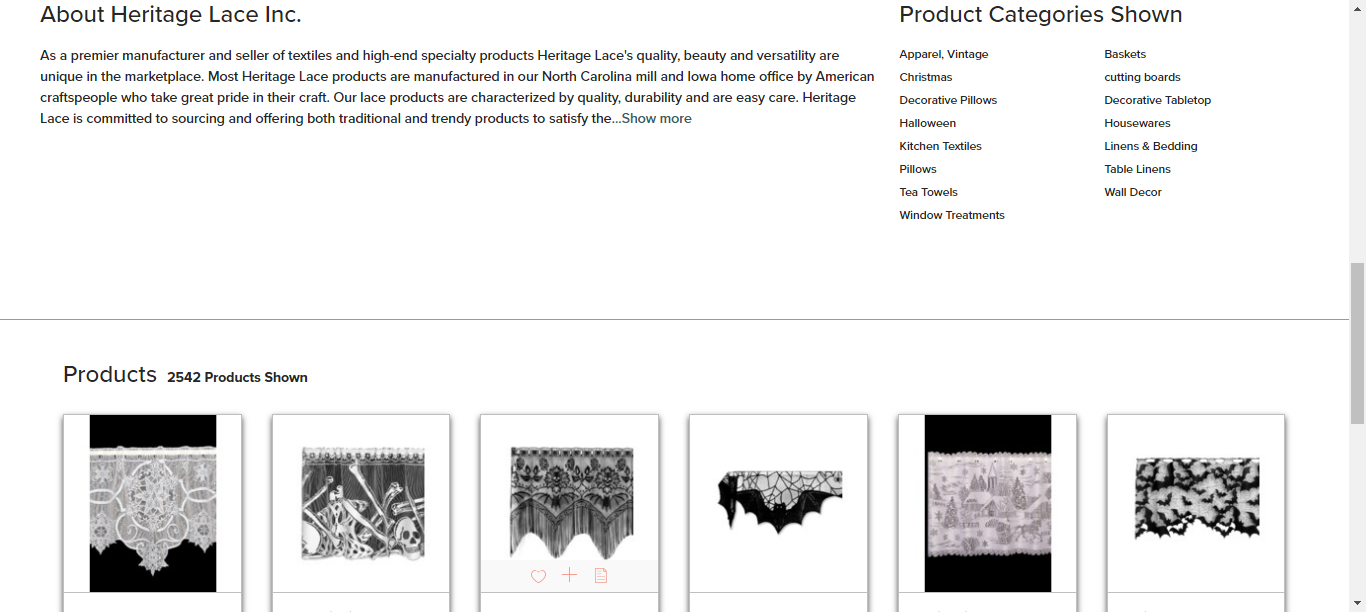 About Heritage Lace Inc.
As a premier manufacturer and seller of textiles and high-end specialty products Heritage Lace's quality, beauty and versatility are
unique in the marketplace. Most Heritage Lace products are manufactured in our North Carolina mill and Iowa home office by American
craftspeople who take great pride in their craft. Our lace products are characterized by quality, durability and are easy care. Heritage
Lace is committed to sourcing and offering both traditional and trendy products to satisfy the...Show more
Product Categories Shown
Apparel, Vintage
Christmas
Decorative Pillows
Halloween
Kitchen Textiles
Pillows
Tea Towels
Window Treatments
Baskets
cutting boards
Decorative Tabletop
Housewares
Linens & Bedding
Table Linens
Wall Decor
Products 2542 Products Shown